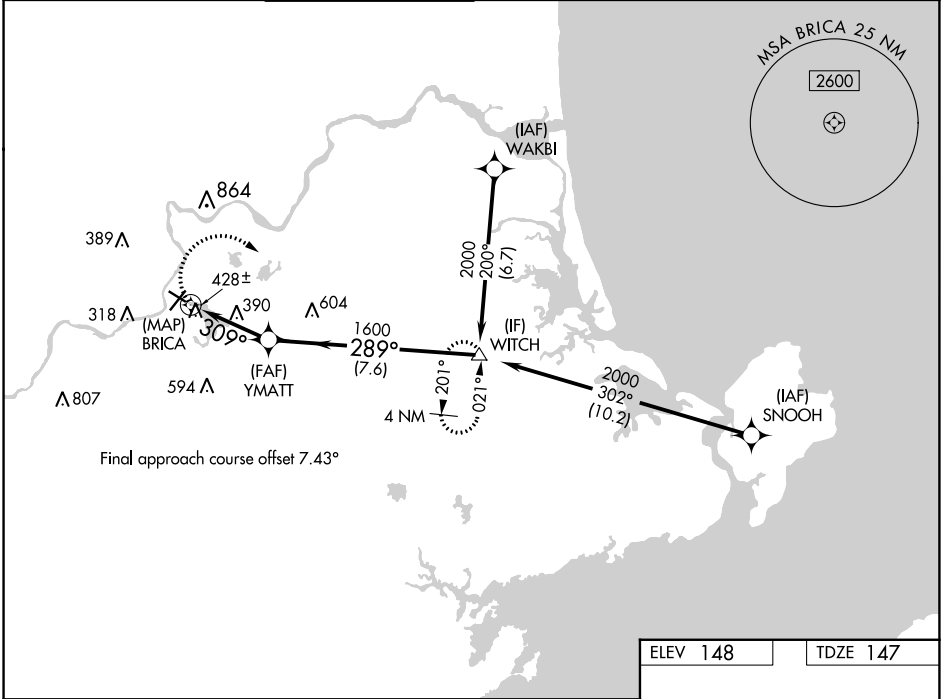 MSA BRICA 25 NM
2600
(IAF)
WAKBI
864
389
2000
200°
(6.7)
428±
318
390
604
(MAP)
BRICA
309°
(FAF)
YMATT
1600
289°
(7.6)
(IF)
WITCH
807
594
201°
021°
4 NM
2000
302°
(10.2)
(IAF)
SNOOH
Final approach course offset 7.43°
ELEV 148
TDZE 147